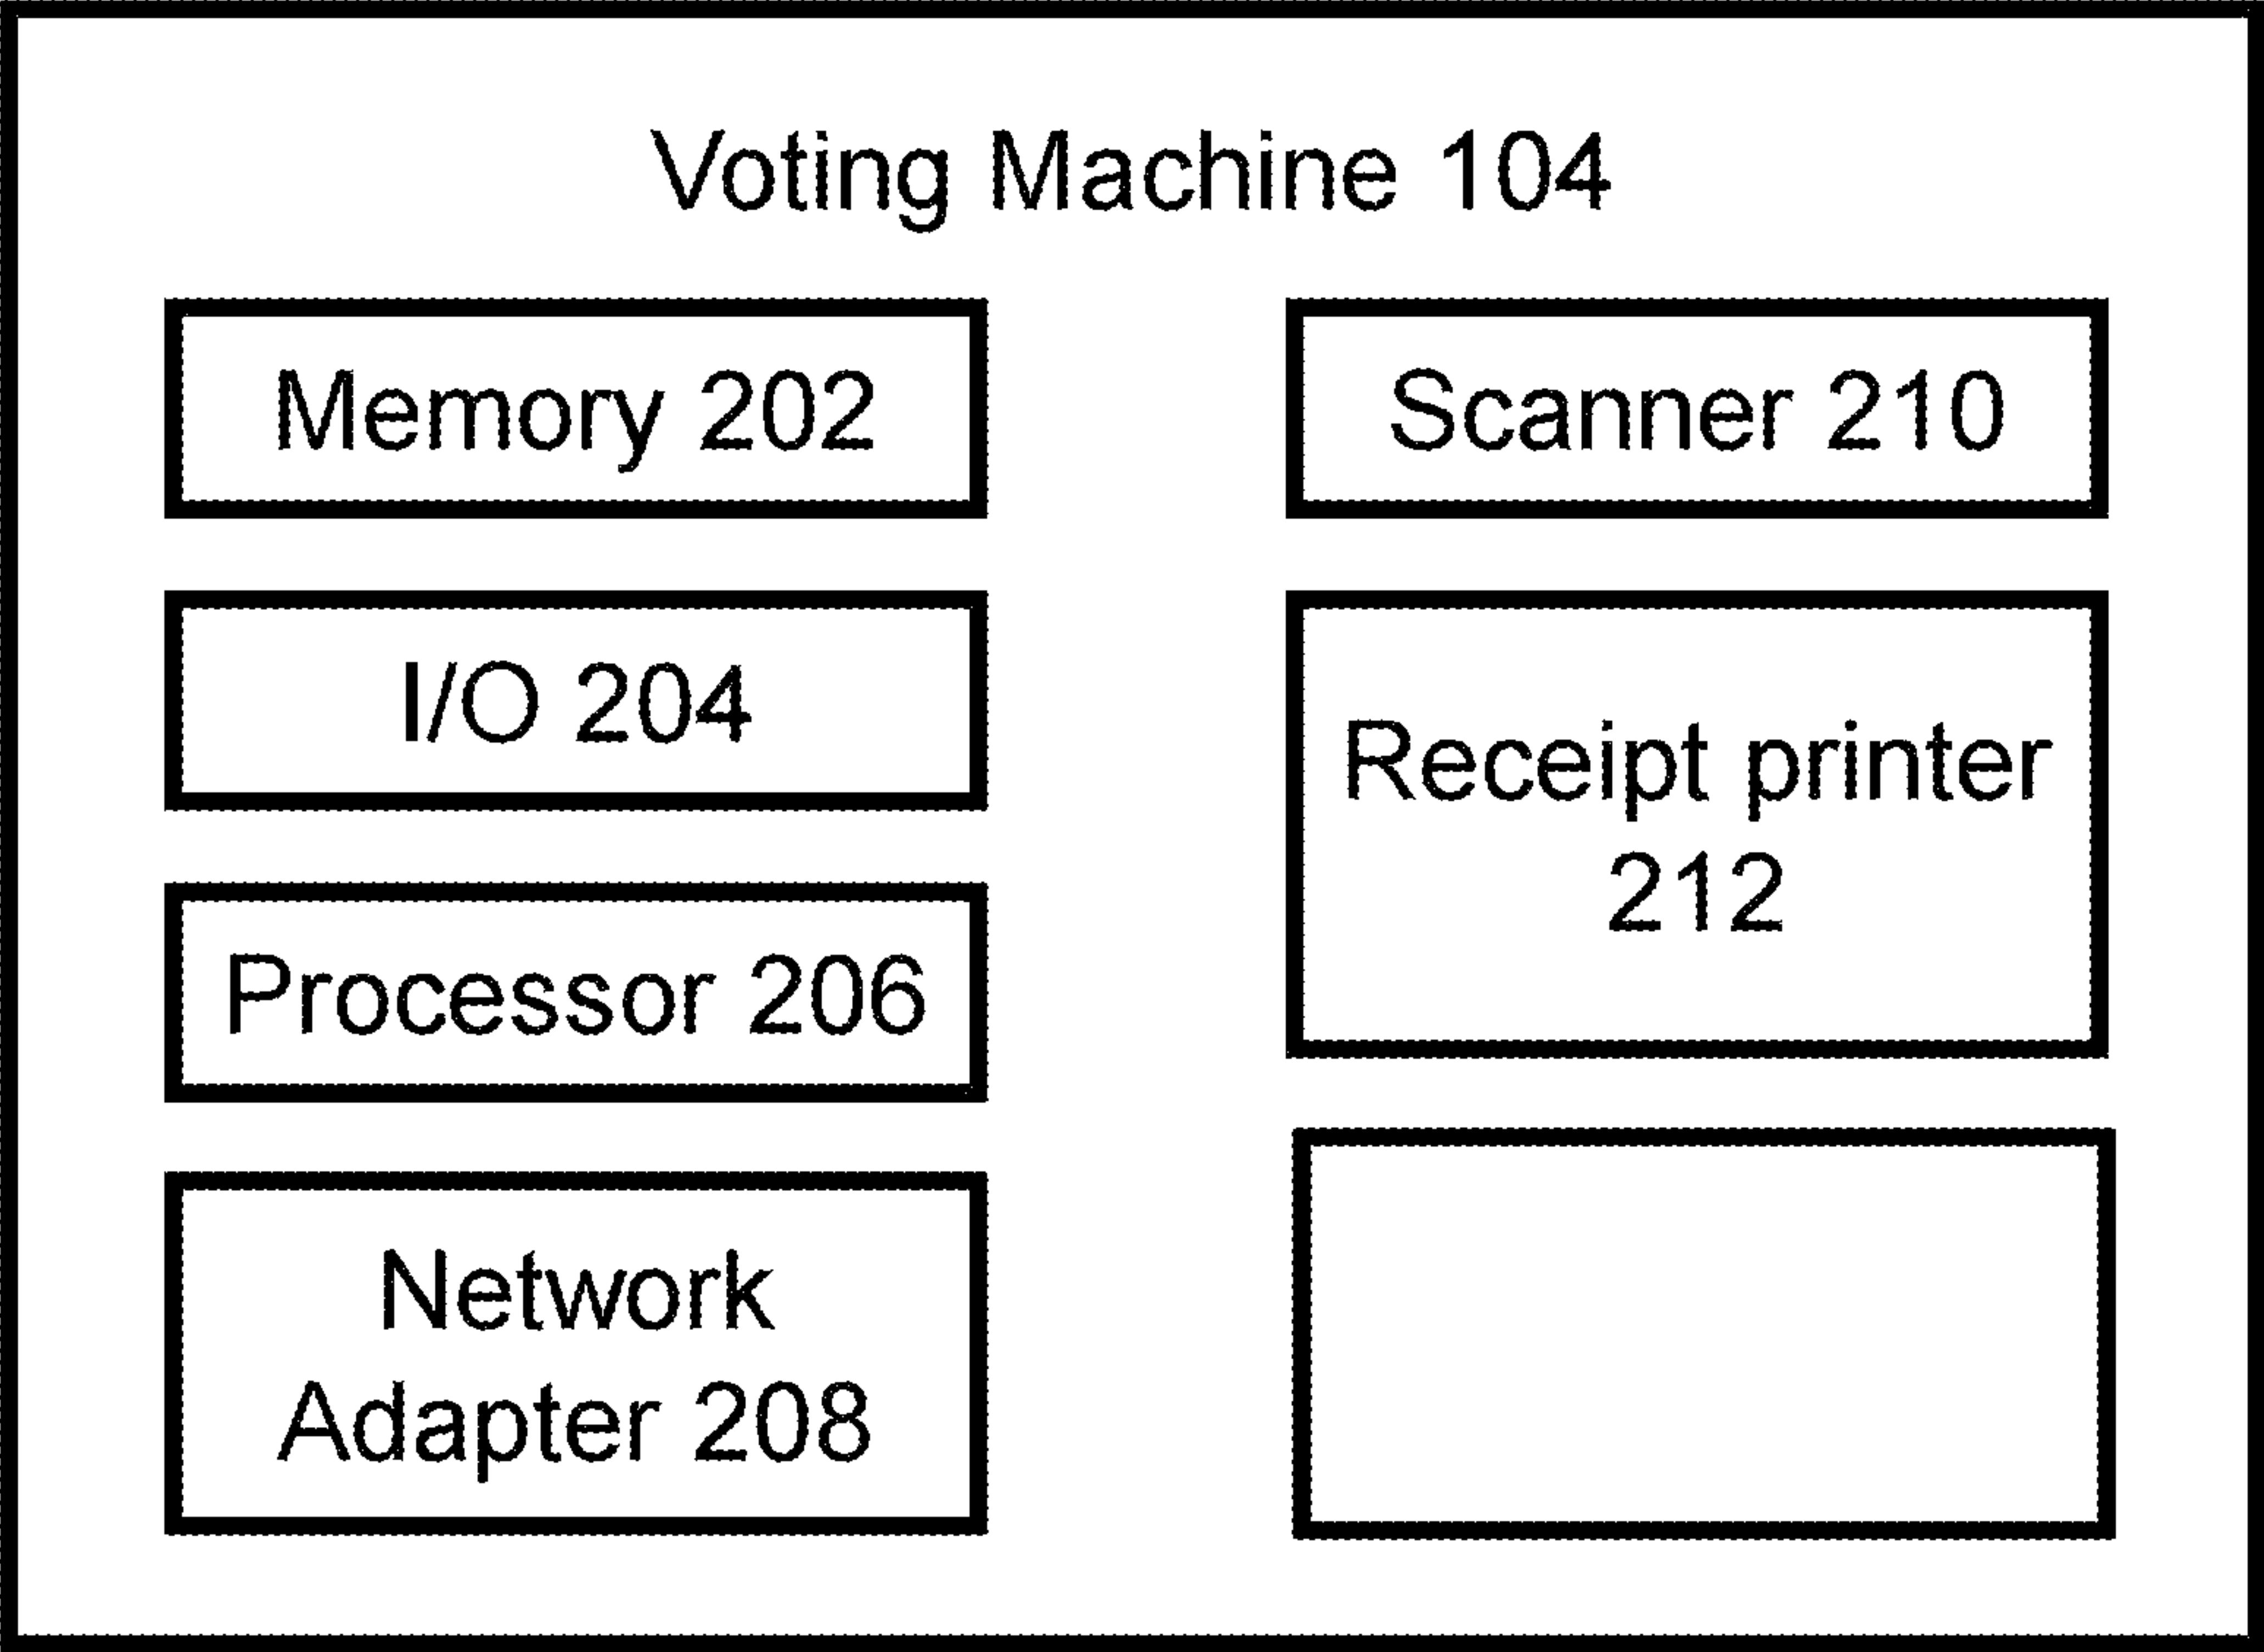 Voting Machine 104
Memory 202
I/O 204
Processor 206
Network
Adapter 208
Scanner 210
Receipt printer
212